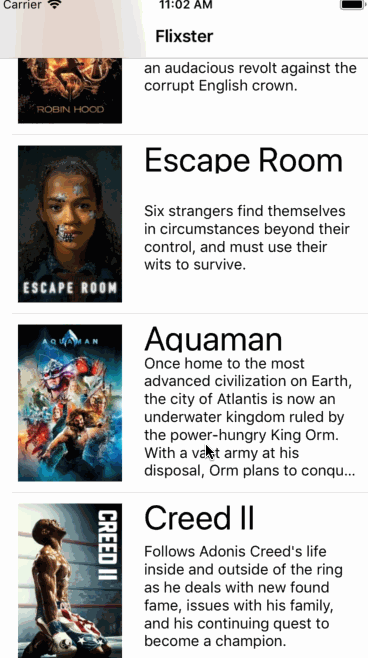 Carrier 11:02 AM
Flixster
an audacious revolt against the
corrupt English crown.
ROBIN HOOD
Escape Room
Six strangers find themselves
in circumstances beyond their
control, and must use their
wits to survive.
ESCAPE ROOM
Aquaman
AQUAMAN
Once home to the most
advanced civilization on Earth,
the city of Atlantis is now an
underwater kingdom ruled by
the power-hungry King Orm.
With a vast army at his
disposal, Orm plans to conqu...
Creed II
CREED II
Follows Adonis Creed's life
inside and outside of the ring
as he deals with new found
fame, issues with his family,
and his continuing quest to
become a champion.